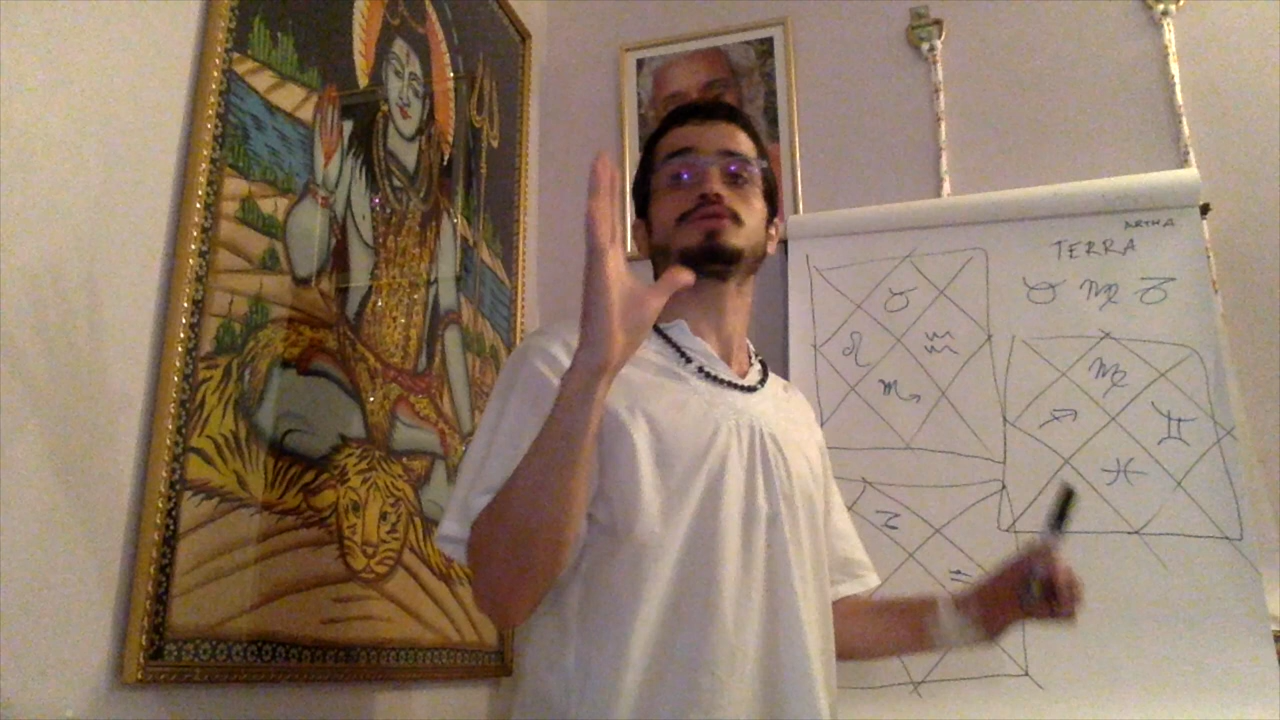 ARTHA
TERRA
♉ ♍ ♑
♉
♌ ♒
♏
♍
♐ ♊
♓
♑
♎